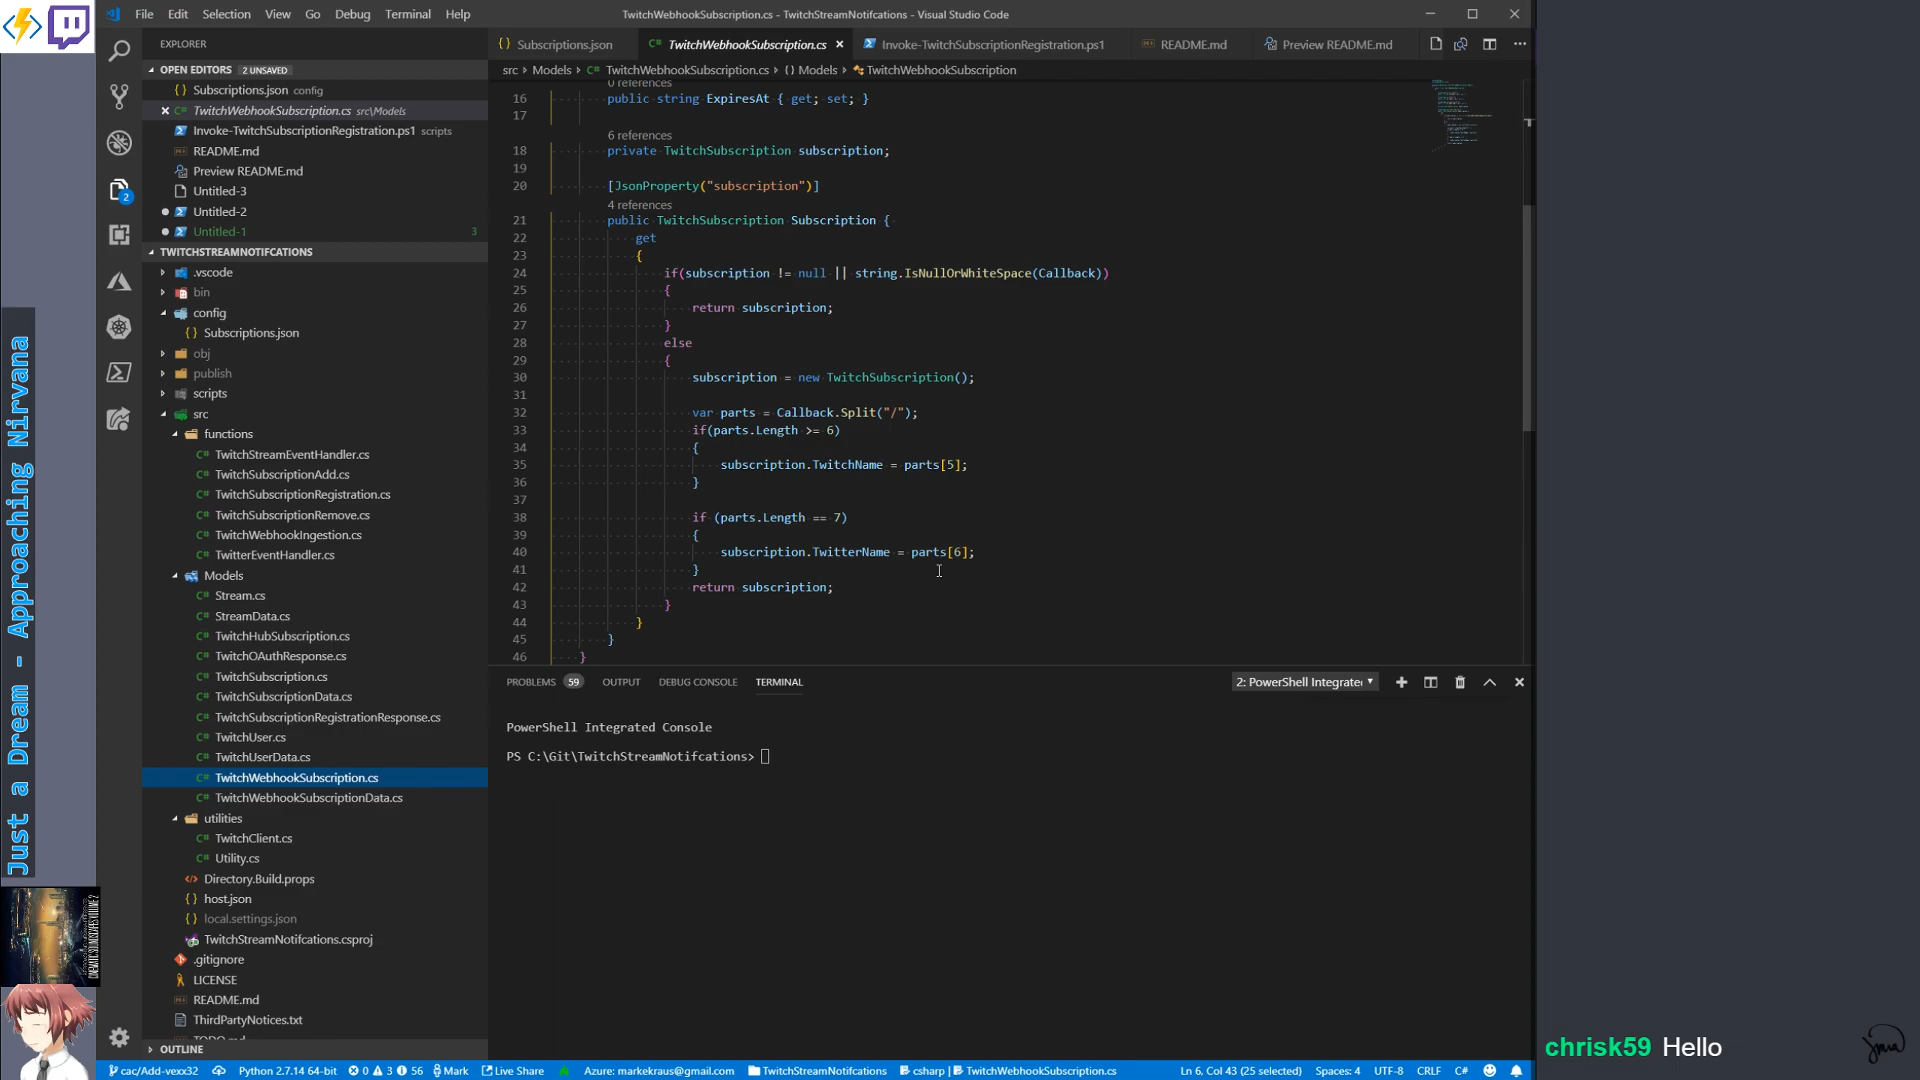 File Edit Selection View Go Debug Terminal Help
TwitchWebhookSubscription.cs - TwitchStreamNotifcations - Visual Studio Code
EXPLORER
OPEN EDITORS 2 UNSAVED
Subscriptions.json config
TwitchWebhookSubscription.cs src\Models
Invoke-TwitchSubscriptionRegistration.ps1 scripts
README.md
Preview README.md
Untitled-3
Untitled-2
Untitled-1 3
2
TWITCHSTREAMNOTIFCATIONS
.vscode
bin
config
Subscriptions.json
obj
publish
scripts
src
functions
TwitchStreamEventHandler.cs
TwitchSubscriptionAdd.cs
TwitchSubscriptionRegistration.cs
TwitchSubscriptionRemove.cs
TwitchWebhookIngestion.cs
TwitterEventHandler.cs
Models
Stream.cs
StreamData.cs
TwitchHubSubscription.cs
TwitchOAuthResponse.cs
TwitchSubscription.cs
TwitchSubscriptionData.cs
TwitchSubscriptionRegistrationResponse.cs
TwitchUser.cs
TwitchUserData.cs
TwitchWebhookSubscription.cs
TwitchWebhookSubscriptionData.cs
utilities
TwitchClient.cs
Utility.cs
Directory.Build.props
host.json
local.settings.json
TwitchStreamNotifcations.csproj
.gitignore
LICENSE
README.md
ThirdPartyNotices.txt
TODO.md
OUTLINE
Subscriptions.json TwitchWebhookSubscription.cs Invoke-TwitchSubscriptionRegistration.ps1 README.md Preview README.md
src > Models > TwitchWebhookSubscription.cs > {} Models > TwitchWebhookSubscription
0 references
16 public string ExpiresAt { get; set; }
17
6 references
18 private TwitchSubscription subscription;
19
20 [JsonProperty("subscription")]
4 references
21 public TwitchSubscription Subscription {
22 get
23 {
24 if(subscription != null || string.IsNullOrWhiteSpace(Callback))
25 {
26 return subscription;
27 }
28 else
29 {
30 subscription = new TwitchSubscription();
31
32 var parts = Callback.Split("/");
33 if(parts.Length >= 6)
34 {
35 subscription.TwitchName = parts[5];
36 }
37
38 if (parts.Length == 7)
39 {
40 subscription.TwitterName = parts[6];
41 }
42 return subscription;
43 }
44 }
45 }
46 }
PROBLEMS 59 OUTPUT DEBUG CONSOLE TERMINAL
2: PowerShell Integrate
PowerShell Integrated Console
PS C:\Git\TwitchStreamNotifcations>
cac/Add-vexx32 Python 2.7.14 64-bit 0 3 56 Mark Live Share Azure: markekraus@gmail.com TwitchStreamNotifcations csharp | TwitchWebhookSubscription.cs Ln 6, Col 43 (25 selected) Spaces: 4 UTF-8 CRLF C#
Just a Dream - Approaching Nirvana
chrisk59 Hello